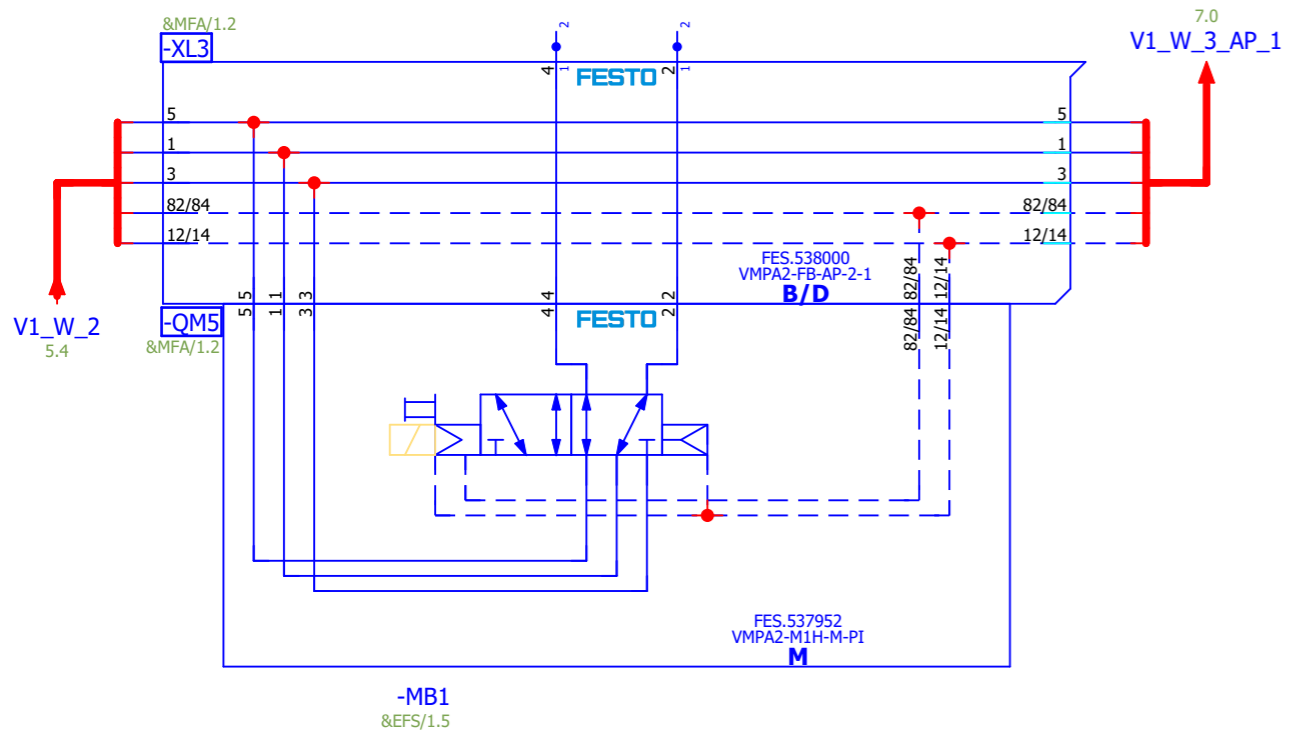 &MFA/1.2
-XL3
2
2
7.0
V1_W_3_AP_1
4
1
FESTO
2
1
5
5
1
1
3
3
82/84
82/84
12/14
12/14
FES.538000
VMPA2-FB-AP-2-1
B/D
5
1
3
4
2
82/84
12/14
V1_W_2
5.4
-QM5
&MFA/1.2
5
1
3
4
FESTO
2
82/84
12/14
FES.537952
VMPA2-M1H-M-PI
M
-MB1
&EFS/1.5